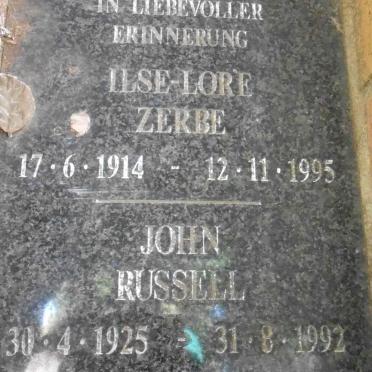 IN LIEBEVOLLER
ERINNERUNG
ILSE-LORE
ZERBE
17·6·1914 - 12·11·1995
JOHN
RUSSELL
30·4·1925 - 31·8·1992